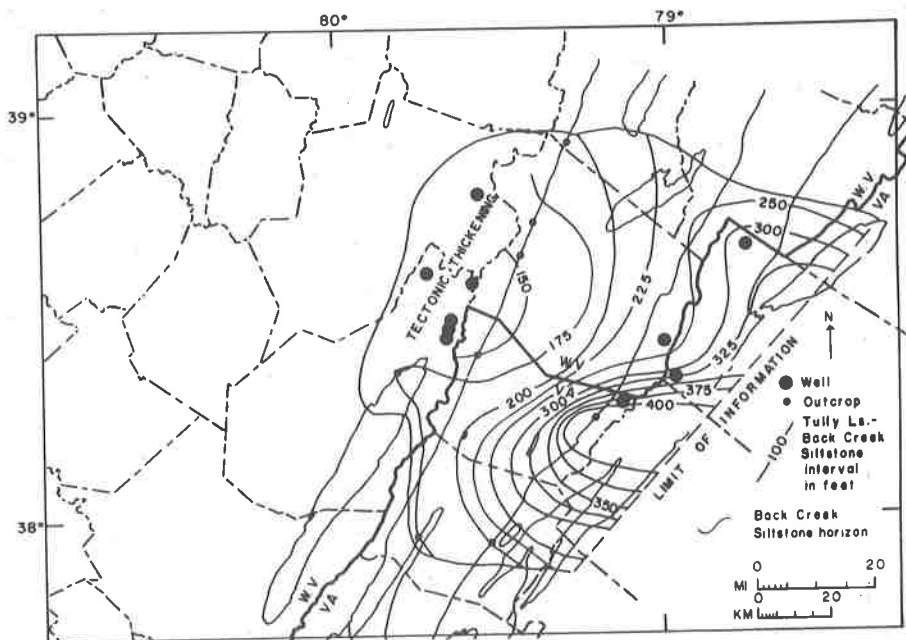 80°
79°
39°
38°
TECTONIC THICKENING
150
175
200
225
250
300
325
375
400
300
350
W.V.
VA
W.V.
VA
W.V.
VA
LIMIT OF INFORMATION
N
Well
Outcrop
100
Tully Ls.-
Back Creek
Siltstone
interval
in feet
Back Creek
Siltstone horizon
MI
0 10 20
KM
0 10 20